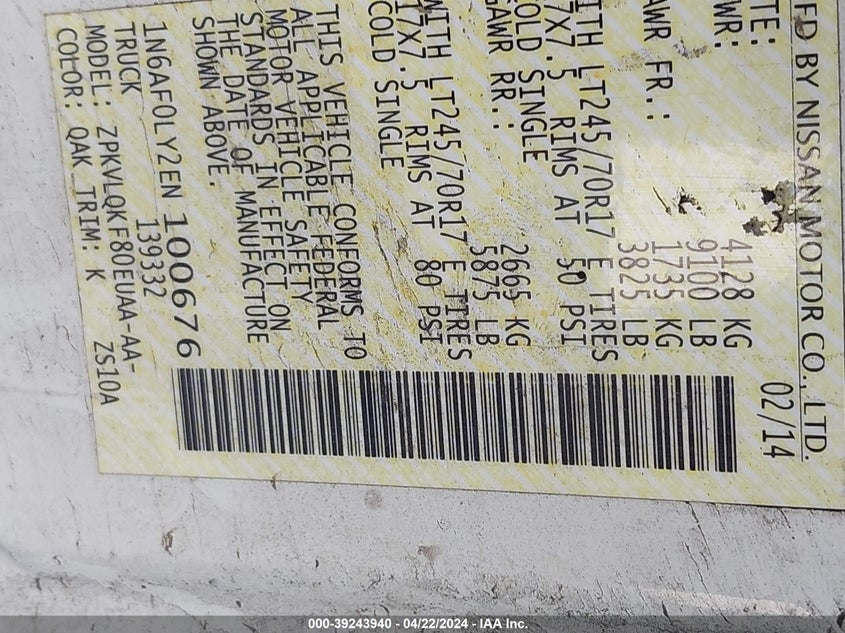 FD BY NISSAN MOTOR CO., LTD.
TE: 02/14
WR: 4128 KG
9100 LB
AWR FR.: 1735 KG
3825 LB
ITH LT245/70R17 E TIRES
7X7.5 RIMS AT 50 PSI
OLD SINGLE
GAWR RR.: 2665 KG
5875 LB
WITH LT245/70R17 E TIRES
17X7.5 RIMS AT 80 PSI
COLD SINGLE
THIS VEHICLE CONFORMS TO
ALL APPLICABLE FEDERAL
MOTOR VEHICLE SAFETY
STANDARDS IN EFFECT ON
THE DATE OF MANUFACTURE
SHOWN ABOVE.
1N6AF0LY2EN100676
TRUCK 139332
MODEL: ZPKVLQKF80EUAA-AA-
COLOR: QAK TRIM: K ZS10A
000-39243940 - 04/22/2024 - IAA Inc.